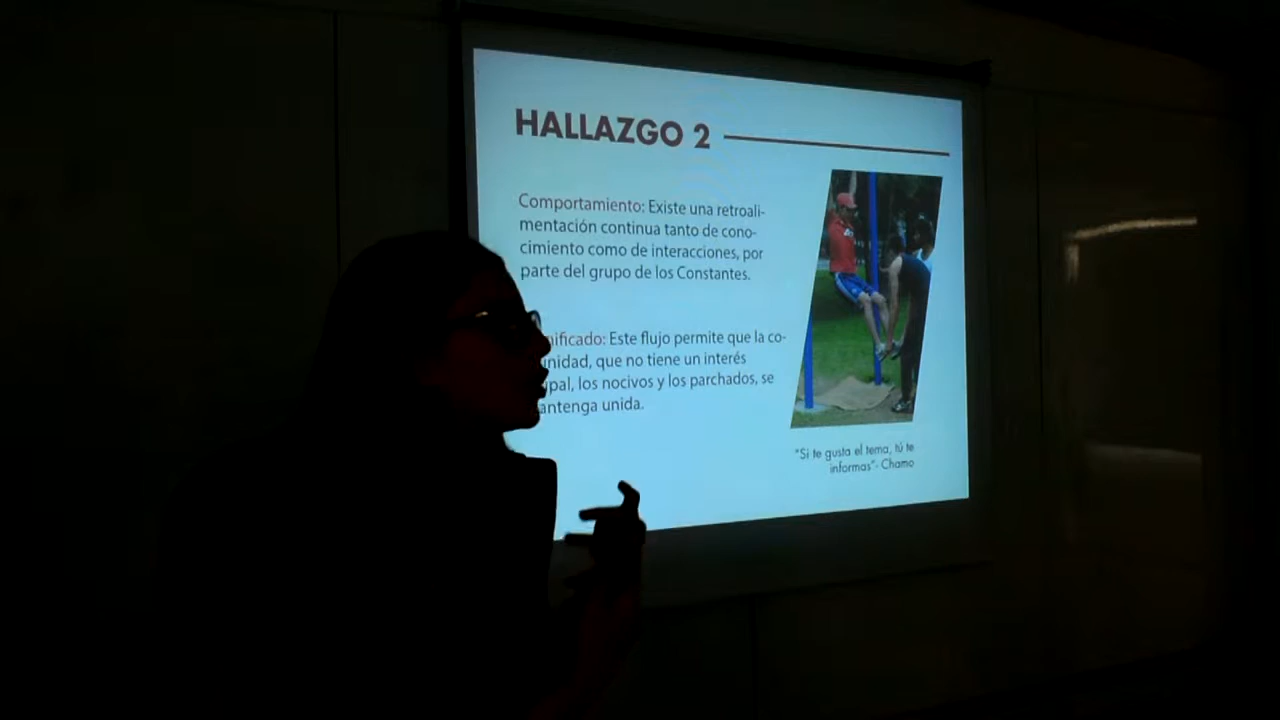 HALLAZGO 2
Comportamiento: Existe una retroali-
mentación continua tanto de cono-
cimiento como de interacciones, por
parte del grupo de los Constantes.
nificado: Este flujo permite que la co-
unidad, que no tiene un interés
ipal, los nocivos y los parchados, se
antenga unida.
"Si te gusta el tema, tú te
informas"- Chamo